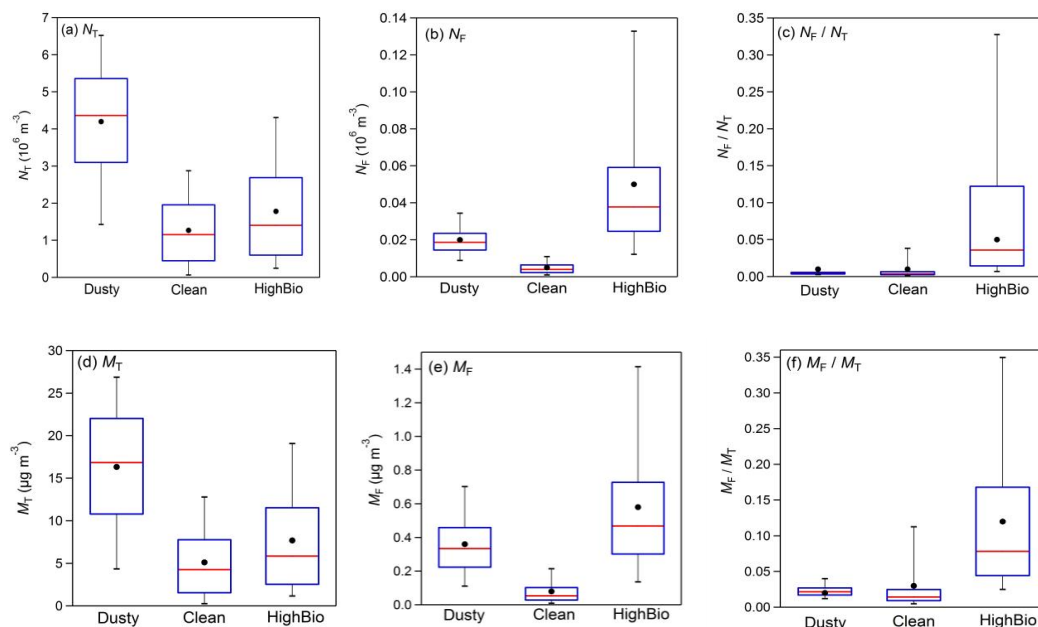 (a) N_T
N_T (10^6 m^-3)
7
6
5
4
3
2
1
0
Dusty Clean HighBio
(b) N_F
N_F (10^6 m^-3)
0.14
0.12
0.10
0.08
0.06
0.04
0.02
0.00
Dusty Clean HighBio
(c) N_F / N_T
N_F / N_T
0.35
0.30
0.25
0.20
0.15
0.10
0.05
0.00
Dusty Clean HighBio
(d) M_T
M_T (µg m^-3)
30
25
20
15
10
5
0
Dusty Clean HighBio
(e) M_F
M_F (µg m^-3)
1.4
1.2
1.0
0.8
0.6
0.4
0.2
0.0
Dusty Clean HighBio
(f) M_F / M_T
M_F / M_T
0.35
0.30
0.25
0.20
0.15
0.10
0.05
0.00
Dusty Clean HighBio